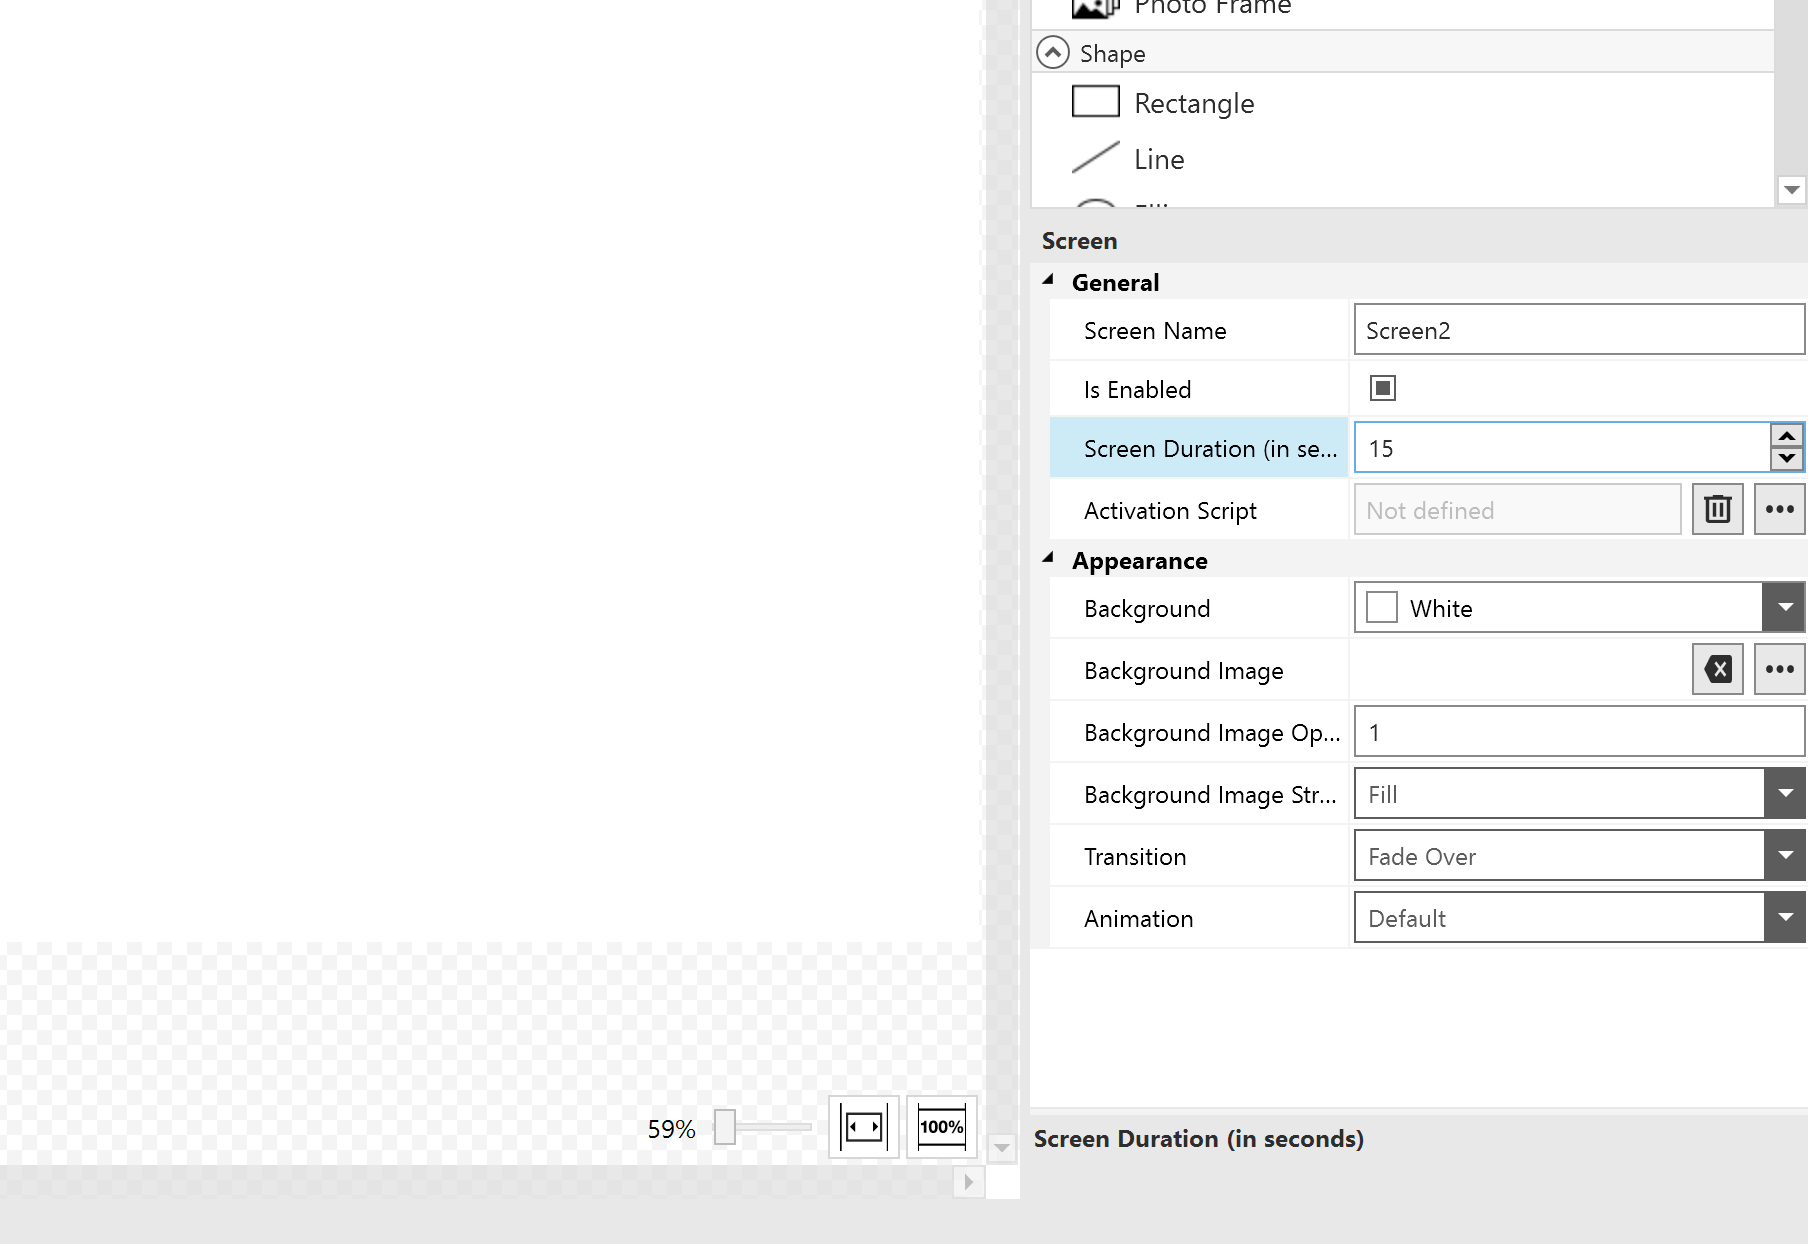 Photo Frame
Shape
Rectangle
Line
Screen
General
Screen Name Screen2
Is Enabled
Screen Duration (in se... 15
Activation Script Not defined
Appearance
Background White
Background Image
Background Image Op... 1
Background Image Str... Fill
Transition Fade Over
Animation Default
59% 100%
Screen Duration (in seconds)